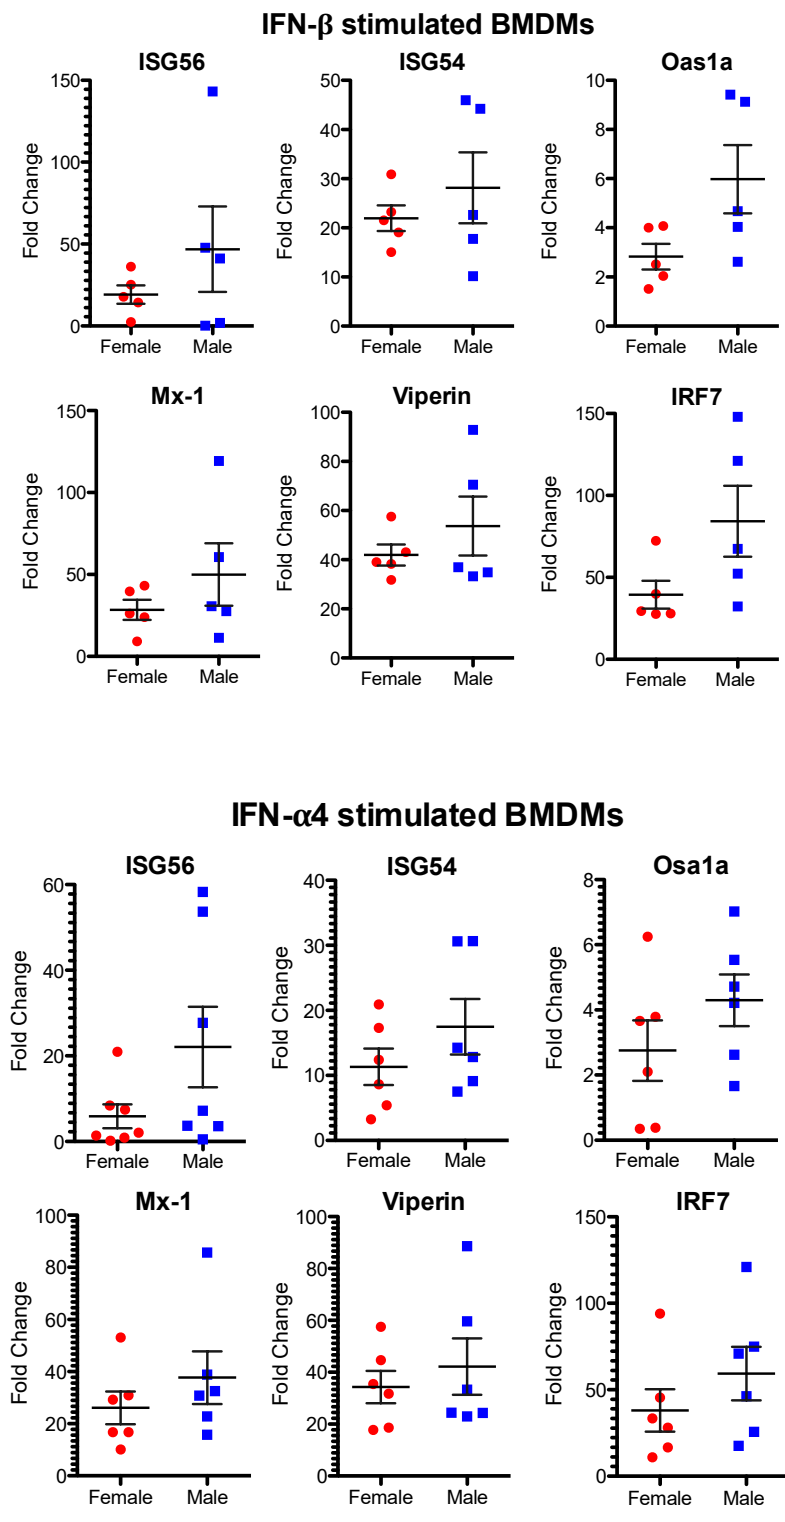 IFN-β stimulated BMDMs
ISG56
Fold Change
150
100
50
0
Female Male
ISG54
Fold Change
50
40
30
20
10
0
Female Male
Oas1a
Fold Change
10
8
6
4
2
0
Female Male
Mx-1
Fold Change
150
100
50
0
Female Male
Viperin
Fold Change
100
80
60
40
20
0
Female Male
IRF7
Fold Change
150
100
50
0
Female Male
IFN-α4 stimulated BMDMs
ISG56
Fold Change
60
40
20
0
Female Male
ISG54
Fold Change
40
30
20
10
0
Female Male
Osa1a
Fold Change
8
6
4
2
0
Female Male
Mx-1
Fold Change
100
80
60
40
20
0
Female Male
Viperin
Fold Change
100
80
60
40
20
0
Female Male
IRF7
Fold Change
150
100
50
0
Female Male